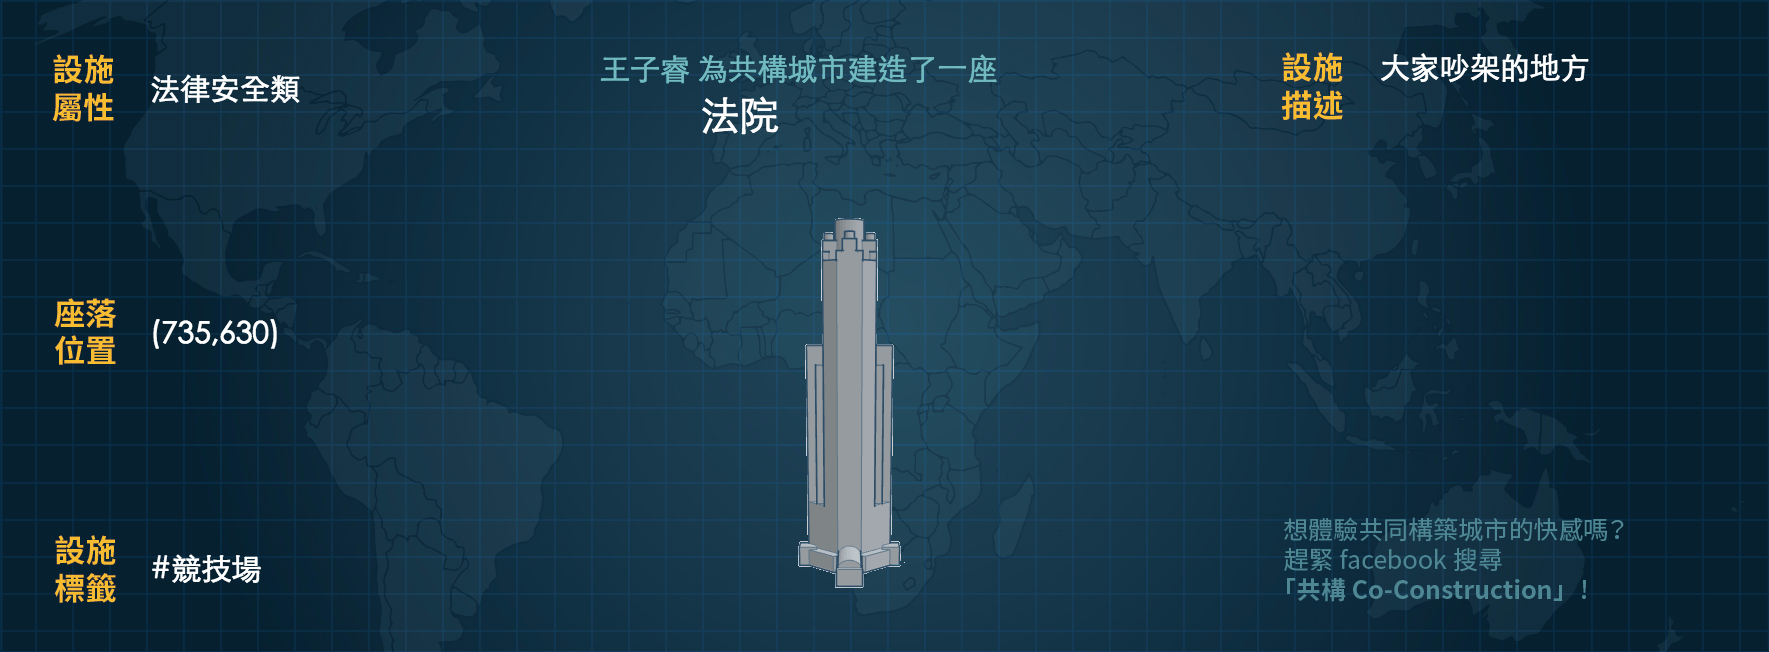 設施
屬性
法律安全類
王子睿 為共構城市建造了一座
法院
設施
描述
大家吵架的地方
座落
位置
(735,630)
設施
標籤
#競技場
想體驗共同構築城市的快感嗎？
趕緊 facebook 搜尋
「共構 Co-Construction」！